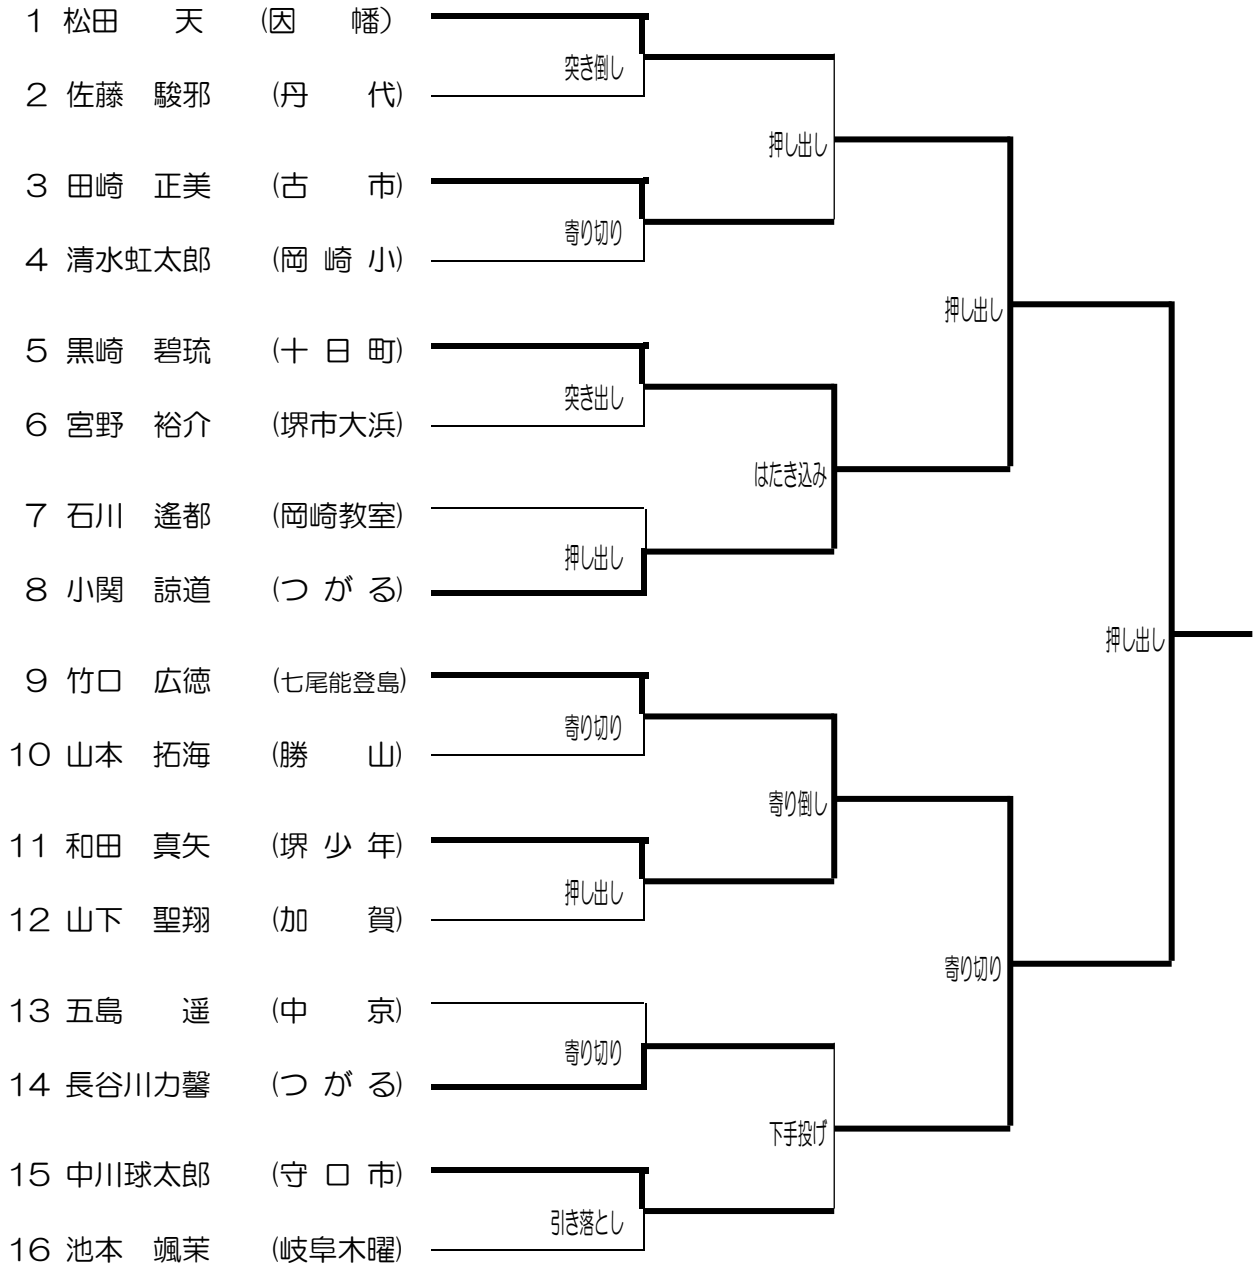 1 松田　天 (因　幡)
突き倒し
2 佐藤　駿邪 (丹　代)
押し出し
3 田崎　正美 (古　市)
寄り切り
4 清水虹太郎 (岡 崎 小)
押し出し
5 黒崎　碧琉 (十 日 町)
突き出し
6 宮野　裕介 (堺市大浜)
はたき込み
7 石川　遙都 (岡崎教室)
押し出し
8 小関　諒道 (つ が る)
押し出し
9 竹口　広徳 (七尾能登島)
寄り切り
10 山本　拓海 (勝　山)
寄り倒し
11 和田　真矢 (堺 少 年)
押し出し
12 山下　聖翔 (加　賀)
寄り切り
13 五島　遥 (中　京)
寄り切り
14 長谷川力馨 (つ が る)
下手投げ
15 中川球太郎 (守 口 市)
引き落とし
16 池本　颯茉 (岐阜木曜)